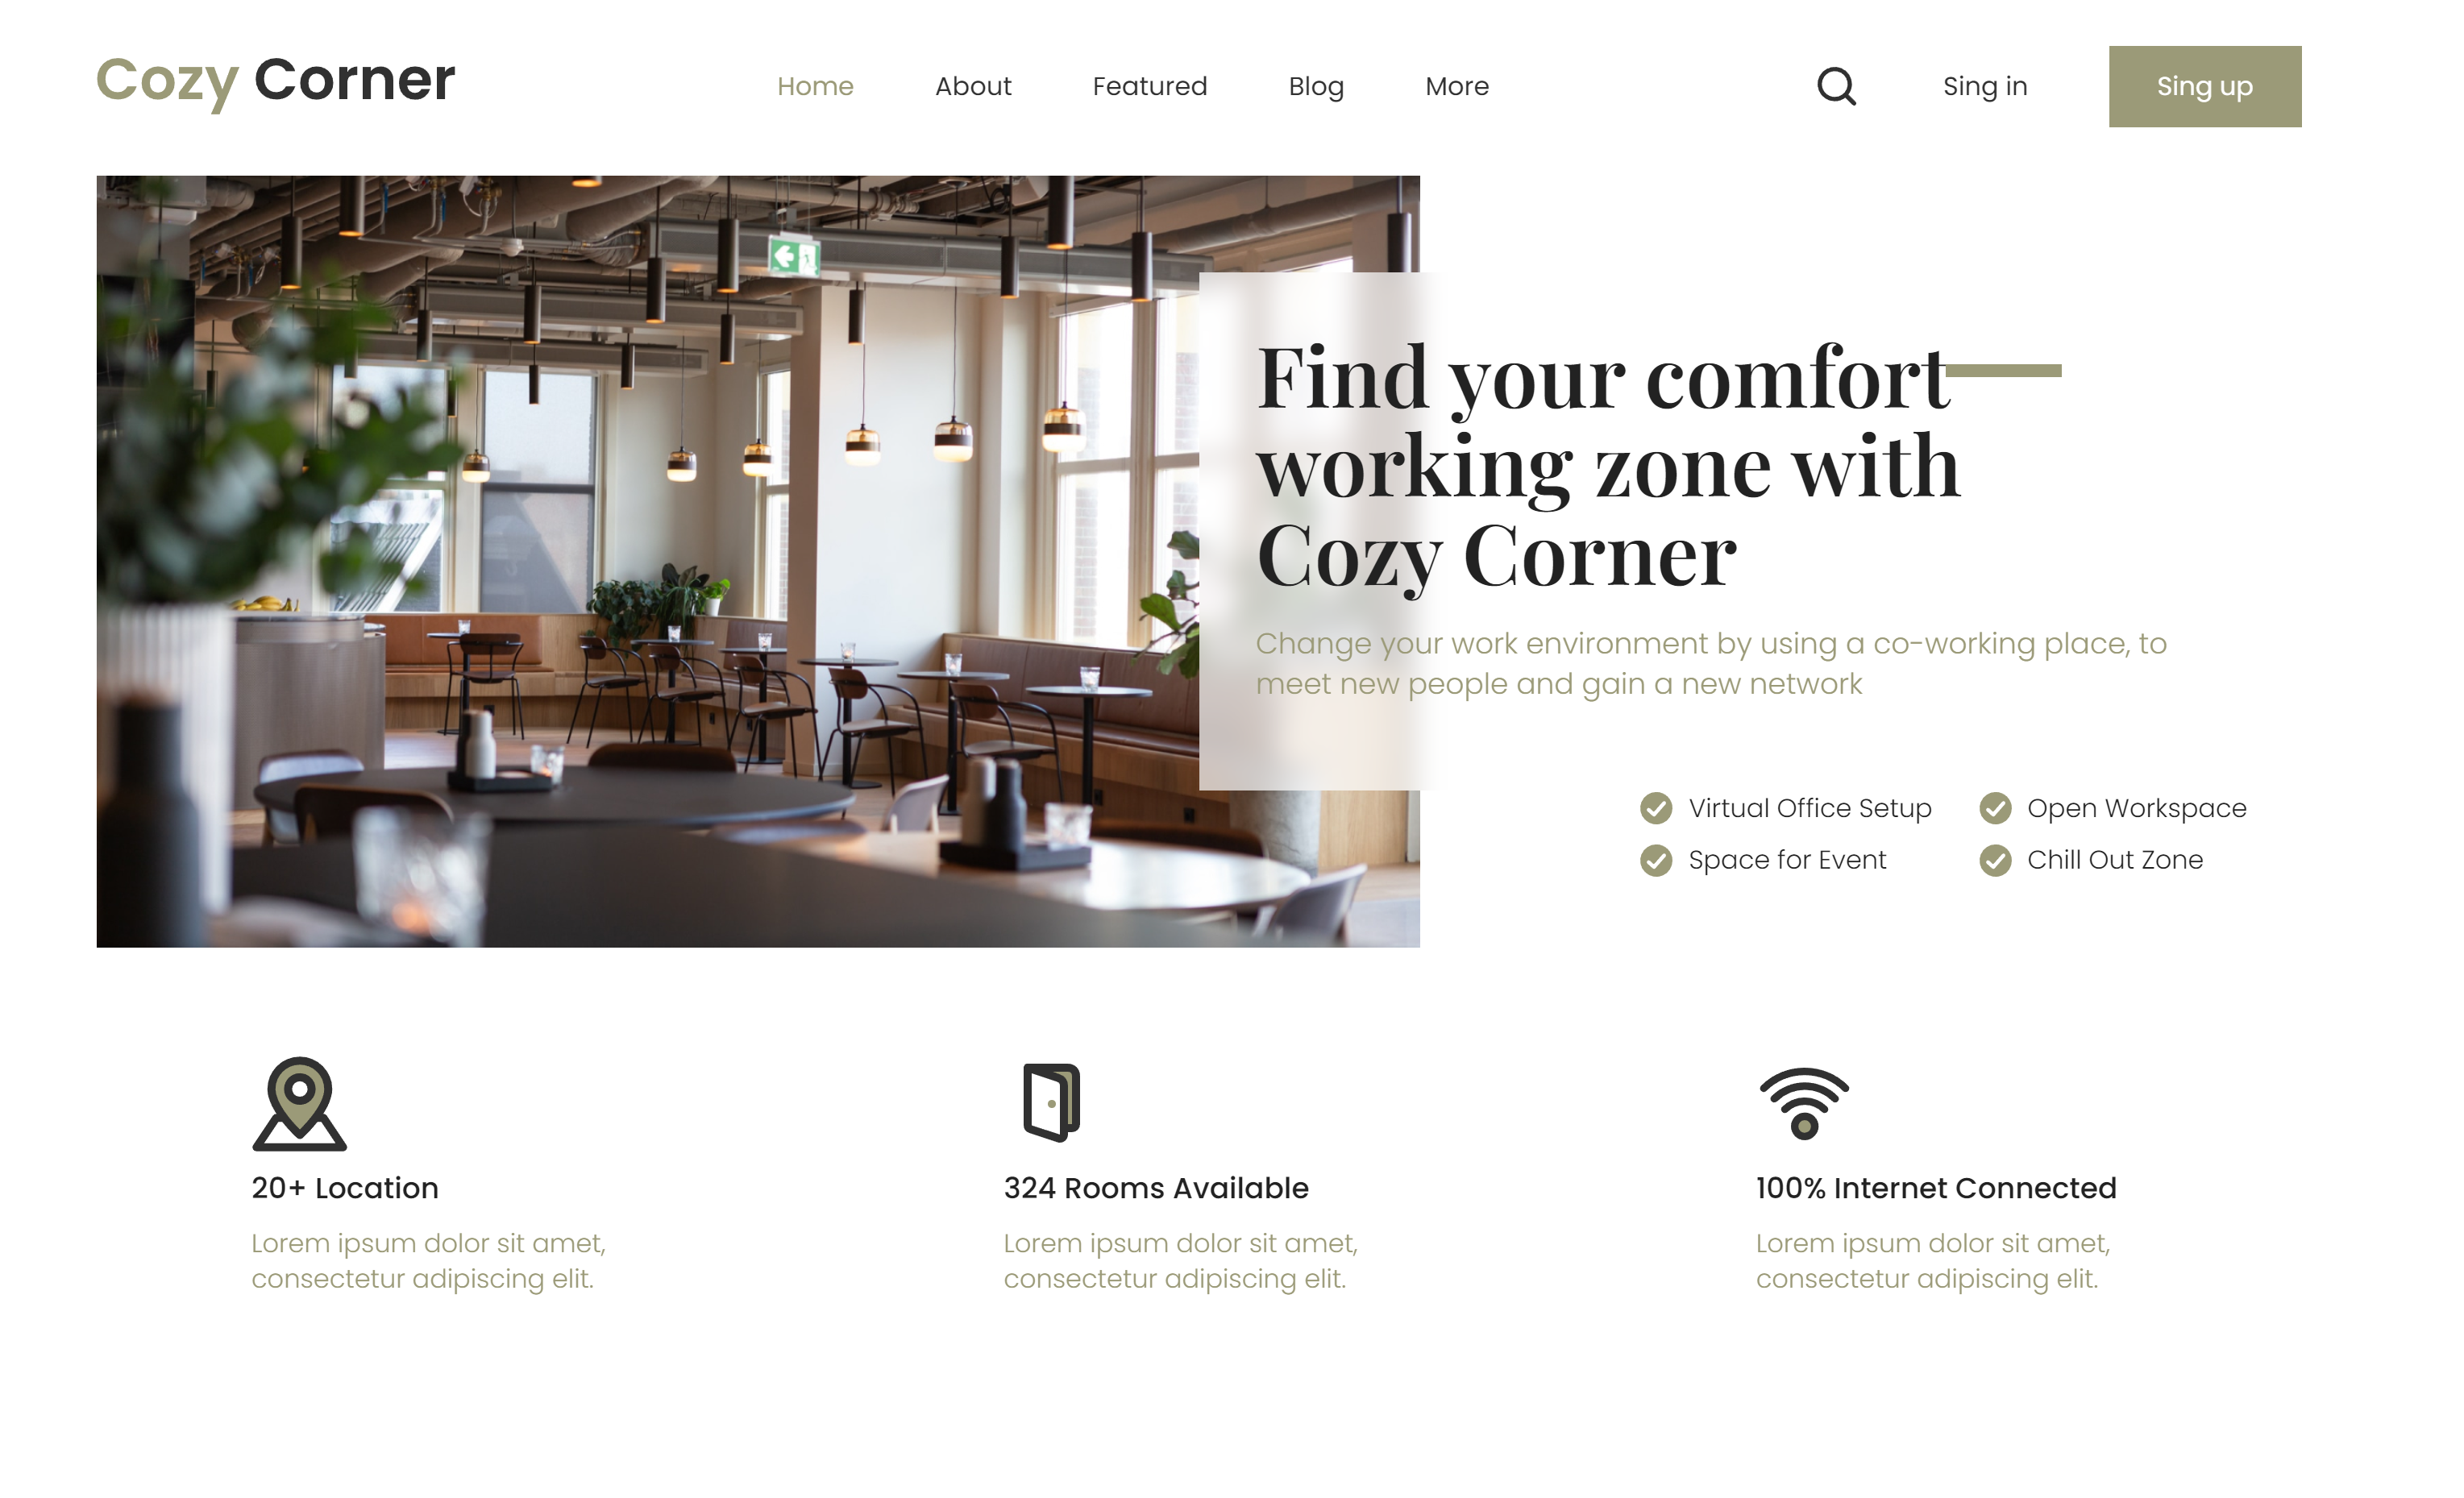 Cozy Corner
Home About Featured Blog More
Sing in
Sing up
Find your comfort
working zone with
Cozy Corner
Change your work environment by using a co-working place, to
meet new people and gain a new network
Virtual Office Setup
Open Workspace
Space for Event
Chill Out Zone
20+ Location
Lorem ipsum dolor sit amet,
consectetur adipiscing elit.
324 Rooms Available
Lorem ipsum dolor sit amet,
consectetur adipiscing elit.
100% Internet Connected
Lorem ipsum dolor sit amet,
consectetur adipiscing elit.